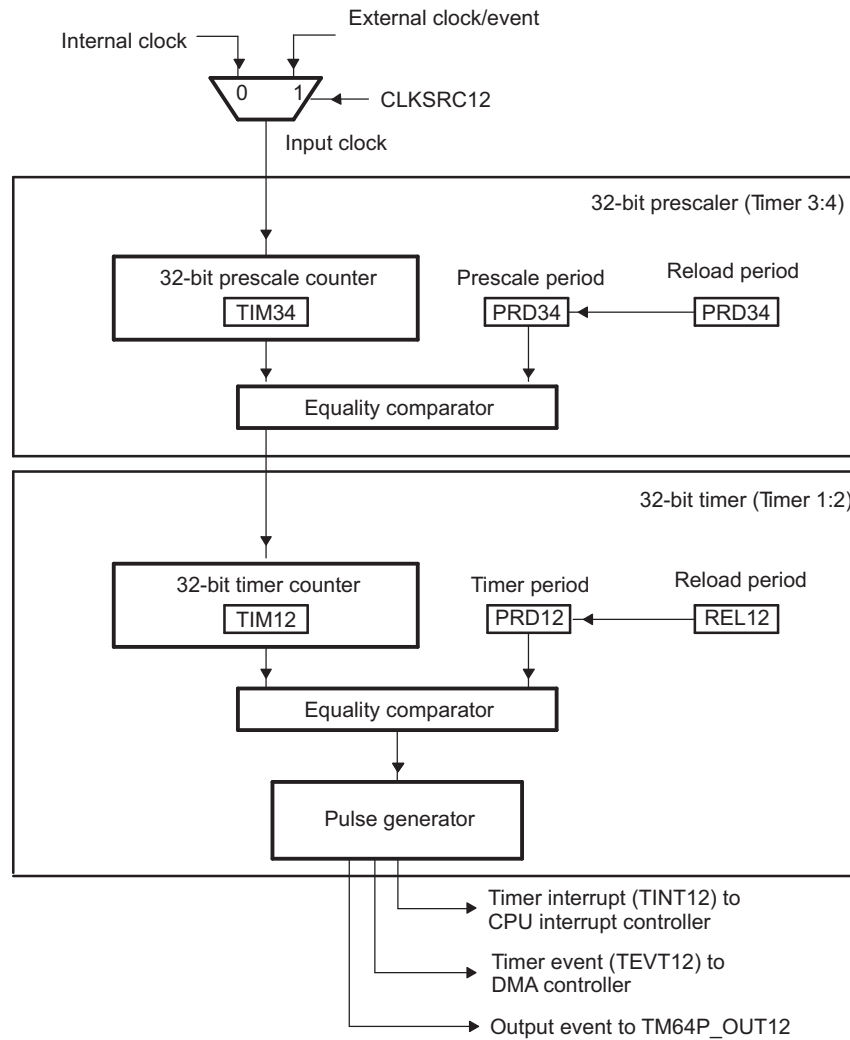 External clock/event
Internal clock
0 1
CLKSRC12
Input clock
32-bit prescaler (Timer 3:4)
32-bit prescale counter
TIM34
Prescale period
PRD34
Reload period
PRD34
Equality comparator
32-bit timer (Timer 1:2)
32-bit timer counter
TIM12
Timer period
PRD12
Reload period
REL12
Equality comparator
Pulse generator
Timer interrupt (TINT12) to
CPU interrupt controller
Timer event (TEVT12) to
DMA controller
Output event to TM64P_OUT12